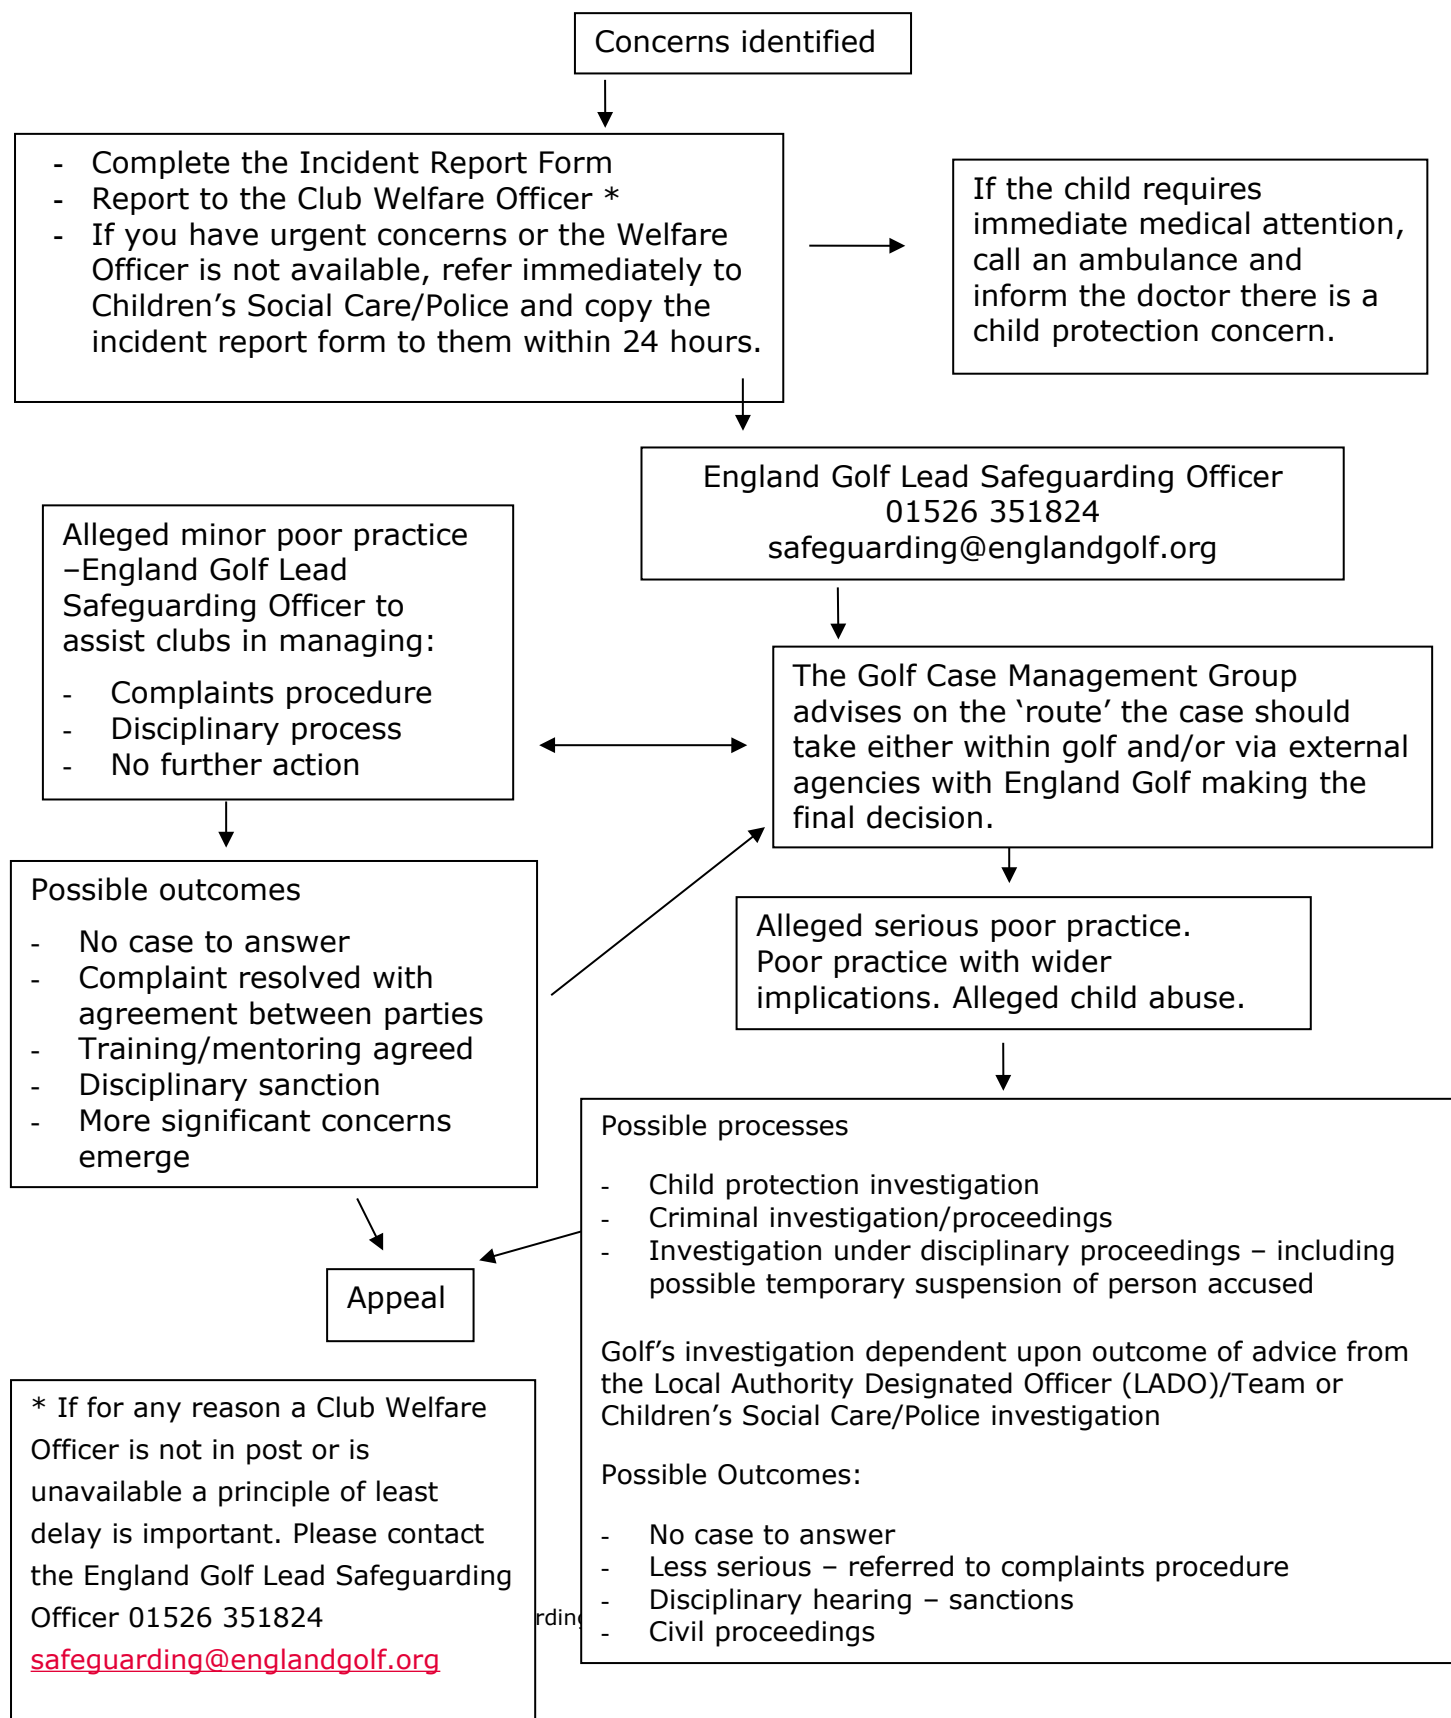 Concerns identified
- Complete the Incident Report Form
- Report to the Club Welfare Officer *
- If you have urgent concerns or the Welfare
Officer is not available, refer immediately to
Children’s Social Care/Police and copy the
incident report form to them within 24 hours.
If the child requires
immediate medical attention,
call an ambulance and
inform the doctor there is a
child protection concern.
England Golf Lead Safeguarding Officer
01526 351824
safeguarding@englandgolf.org
Alleged minor poor practice
–England Golf Lead
Safeguarding Officer to
assist clubs in managing:
- Complaints procedure
- Disciplinary process
- No further action
The Golf Case Management Group
advises on the ‘route’ the case should
take either within golf and/or via external
agencies with England Golf making the
final decision.
Possible outcomes
- No case to answer
- Complaint resolved with
agreement between parties
- Training/mentoring agreed
- Disciplinary sanction
- More significant concerns
emerge
Alleged serious poor practice.
Poor practice with wider
implications. Alleged child abuse.
Possible processes
- Child protection investigation
- Criminal investigation/proceedings
- Investigation under disciplinary proceedings – including
possible temporary suspension of person accused
Golf’s investigation dependent upon outcome of advice from
the Local Authority Designated Officer (LADO)/Team or
Children’s Social Care/Police investigation
Possible Outcomes:
- No case to answer
- Less serious – referred to complaints procedure
- Disciplinary hearing – sanctions
- Civil proceedings
Appeal
* If for any reason a Club Welfare
Officer is not in post or is
unavailable a principle of least
delay is important. Please contact
the England Golf Lead Safeguarding
Officer 01526 351824
safeguarding@englandgolf.org